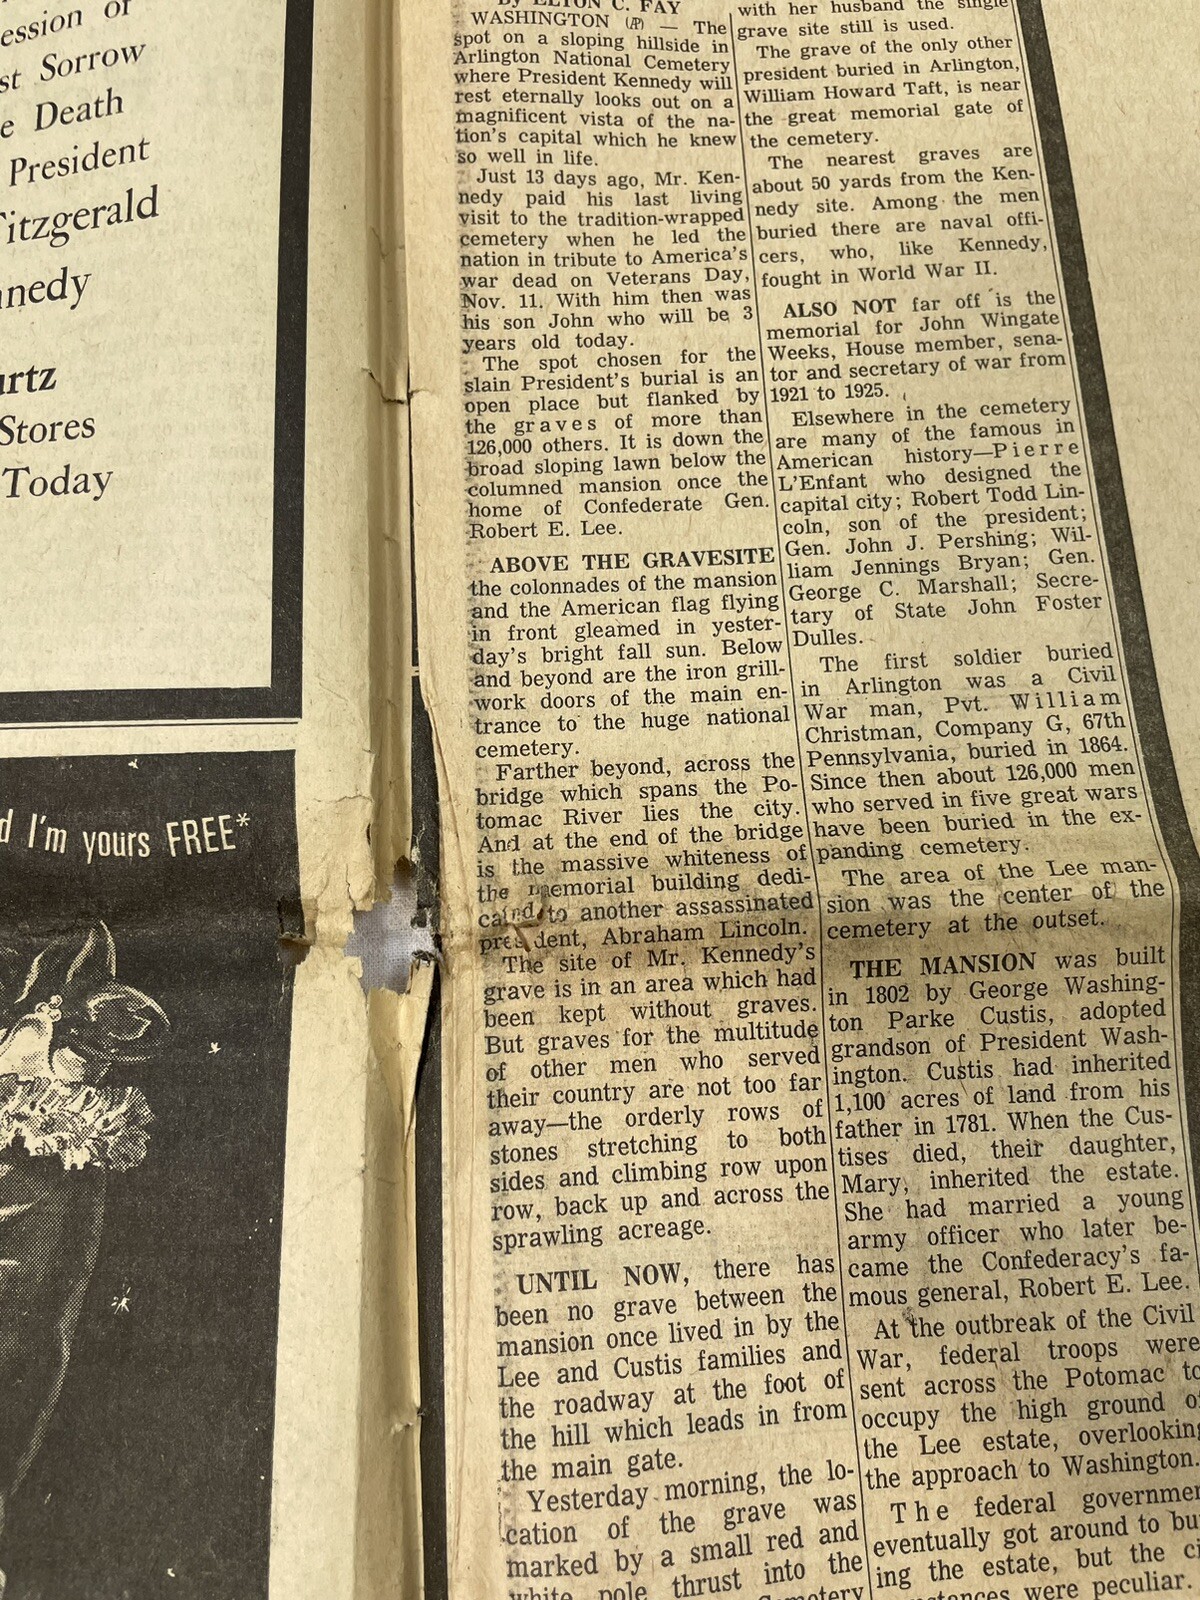 ession of
st Sorrow
e Death
President
Fitzgerald
nnedy
urtz
Stores
Today
d I'm yours FREE*
By ELTON C. FAY
WASHINGTON (AP) — The
spot on a sloping hillside in
Arlington National Cemetery
where President Kennedy will
rest eternally looks out on a
magnificent vista of the na-
tion's capital which he knew
so well in life.
Just 13 days ago, Mr. Ken-
nedy paid his last living
visit to the tradition-wrapped
cemetery when he led the
nation in tribute to America's
war dead on Veterans Day,
Nov. 11. With him then was
his son John who will be 3
years old today.
The spot chosen for the
slain President's burial is an
open place but flanked by
the graves of more than
126,000 others. It is down the
broad sloping lawn below the
columned mansion once the
home of Confederate Gen.
Robert E. Lee.
ABOVE THE GRAVESITE
the colonnades of the mansion
and the American flag flying
in front gleamed in yester-
day's bright fall sun. Below
and beyond are the iron grill-
work doors of the main en-
trance to the huge national
cemetery.
Farther beyond, across the
bridge which spans the Po-
tomac River lies the city.
And at the end of the bridge
is the massive whiteness of
the memorial building dedi-
cated to another assassinated
president, Abraham Lincoln.
The site of Mr. Kennedy's
grave is in an area which had
been kept without graves.
But graves for the multitude
of other men who served
their country are not too far
away—the orderly rows of
stones stretching to both
sides and climbing row upon
row, back up and across the
sprawling acreage.
UNTIL NOW, there has
been no grave between the
mansion once lived in by the
Lee and Custis families and
the roadway at the foot of
the hill which leads in from
the main gate.
Yesterday morning, the lo-
cation of the grave was
marked by a small red and
white pole thrust into the
Cemetery
with her husband the single
grave site still is used.
The grave of the only other
president buried in Arlington,
William Howard Taft, is near
the great memorial gate of
the cemetery.
The nearest graves are
about 50 yards from the Ken-
nedy site. Among the men
buried there are naval offi-
cers, who, like Kennedy,
fought in World War II.
ALSO NOT far off is the
memorial for John Wingate
Weeks, House member, sena-
tor and secretary of war from
1921 to 1925.
Elsewhere in the cemetery
are many of the famous in
American history—Pierre
L'Enfant who designed the
capital city; Robert Todd Lin-
coln, son of the president;
Gen. John J. Pershing; Wil-
liam Jennings Bryan; Gen.
George C. Marshall; Secre-
tary of State John Foster
Dulles.
The first soldier buried
in Arlington was a Civil
War man, Pvt. William
Christman, Company G, 67th
Pennsylvania, buried in 1864.
Since then about 126,000 men
who served in five great wars
have been buried in the ex-
panding cemetery.
The area of the Lee man-
sion was the center of the
cemetery at the outset.
THE MANSION was built
in 1802 by George Washing-
ton Parke Custis, adopted
grandson of President Wash-
ington. Custis had inherited
1,100 acres of land from his
father in 1781. When the Cus-
tises died, their daughter,
Mary, inherited the estate.
She had married a young
army officer who later be-
came the Confederacy's fa-
mous general, Robert E. Lee.
At the outbreak of the Civil
War, federal troops were
sent across the Potomac to
occupy the high ground of
the Lee estate, overlooking
the approach to Washington.
The federal governmen
eventually got around to bu
ing the estate, but the ci
stances were peculiar.